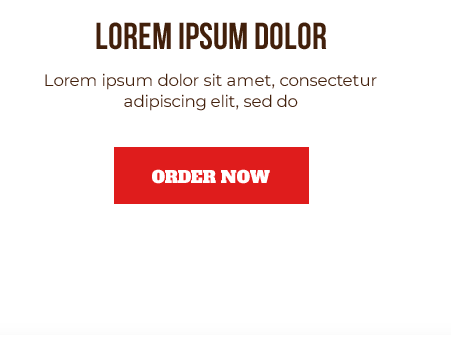 LOREM IPSUM DOLOR
Lorem ipsum dolor sit amet, consectetur
adipiscing elit, sed do
ORDER NOW